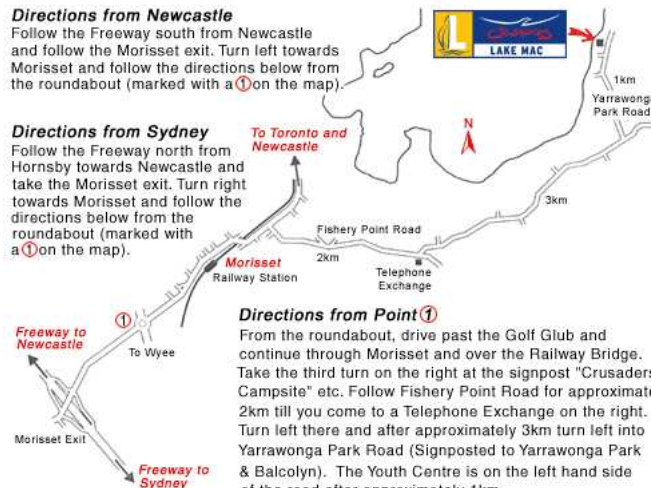 Directions from Newcastle
Follow the Freeway south from Newcastle
and follow the Morisset exit. Turn left towards
Morisset and follow the directions below from
the roundabout (marked with a ① on the map).
LAKE MAC
1km
Yarrawonga
Park Road
Directions from Sydney
Follow the Freeway north from
Hornsby towards Newcastle and
take the Morisset exit. Turn right
towards Morisset and follow the
directions below from the
roundabout (marked with
a ① on the map).
To Toronto and
Newcastle
N
3km
Fishery Point Road
2km
Telephone
Exchange
Morisset
Railway Station
①
To Wyee
Freeway to
Newcastle
Morisset Exit
Freeway to
Sydney
Directions from Point ①
From the roundabout, drive past the Golf Glub and
continue through Morisset and over the Railway Bridge.
Take the third turn on the right at the signpost "Crusaders
Campsite" etc. Follow Fishery Point Road for approximate
2km till you come to a Telephone Exchange on the right.
Turn left there and after approximately 3km turn left into
Yarrawonga Park Road (Signposted to Yarrawonga Park
& Balcolyn). The Youth Centre is on the left hand side
of the road after approximately 1km